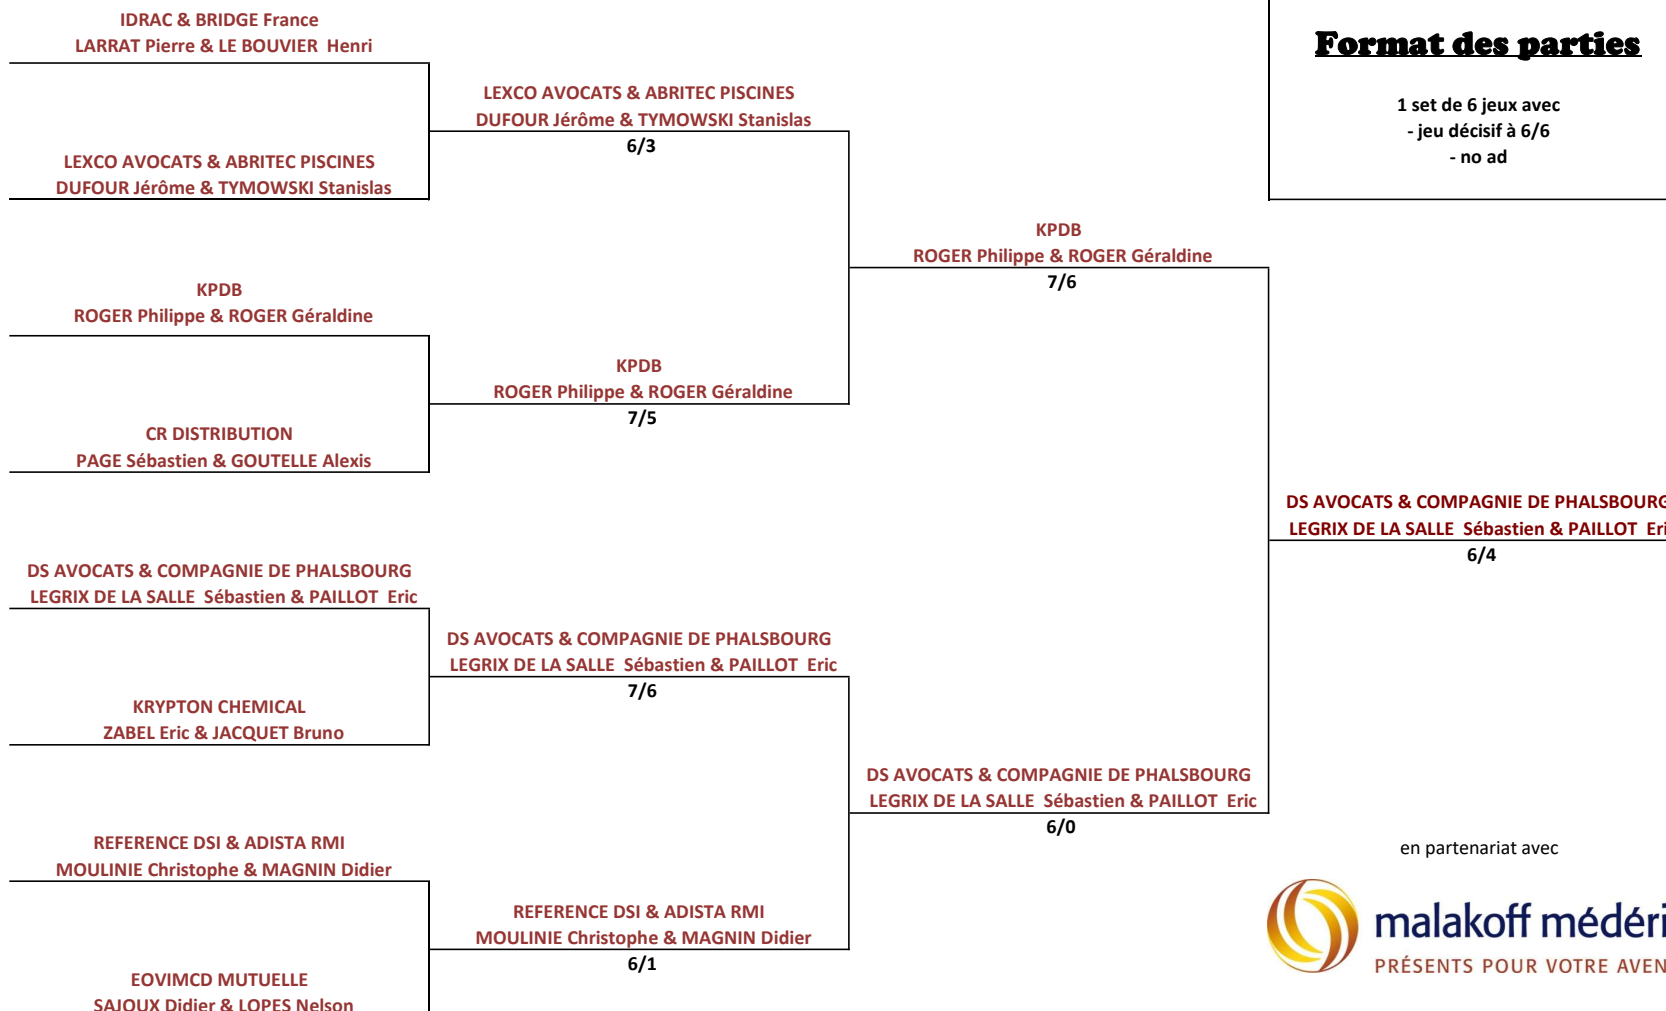 IDRAC & BRIDGE France
LARRAT Pierre & LE BOUVIER Henri
LEXCO AVOCATS & ABRITEC PISCINES
DUFOUR Jérôme & TYMOWSKI Stanislas
6/3
LEXCO AVOCATS & ABRITEC PISCINES
DUFOUR Jérôme & TYMOWSKI Stanislas
Format des parties
1 set de 6 jeux avec
- jeu décisif à 6/6
- no ad
KPDB
ROGER Philippe & ROGER Géraldine
7/6
KPDB
ROGER Philippe & ROGER Géraldine
KPDB
ROGER Philippe & ROGER Géraldine
7/5
CR DISTRIBUTION
PAGE Sébastien & GOUTELLE Alexis
DS AVOCATS & COMPAGNIE DE PHALSBOURG
LEGRIX DE LA SALLE Sébastien & PAILLOT Eri
6/4
DS AVOCATS & COMPAGNIE DE PHALSBOURG
LEGRIX DE LA SALLE Sébastien & PAILLOT Eric
DS AVOCATS & COMPAGNIE DE PHALSBOURG
LEGRIX DE LA SALLE Sébastien & PAILLOT Eric
7/6
KRYPTON CHEMICAL
ZABEL Eric & JACQUET Bruno
DS AVOCATS & COMPAGNIE DE PHALSBOURG
LEGRIX DE LA SALLE Sébastien & PAILLOT Eric
6/0
REFERENCE DSI & ADISTA RMI
MOULINIE Christophe & MAGNIN Didier
REFERENCE DSI & ADISTA RMI
MOULINIE Christophe & MAGNIN Didier
6/1
EOVIMCD MUTUELLE
SAJOUX Didier & LOPES Nelson
en partenariat avec
malakoff médéri
PRÉSENTS POUR VOTRE AVEN